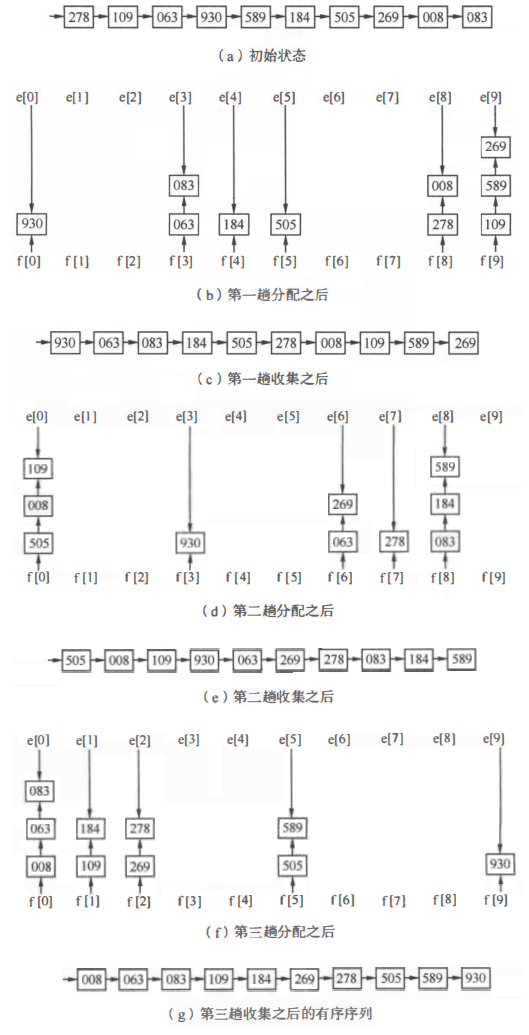 278 109 063 930 589 184 505 269 008 083
(a)初始状态
e[0] e[1] e[2] e[3] e[4] e[5] e[6] e[7] e[8] e[9]
269
083 008 589
930 063 184 505 278 109
f[0] f[1] f[2] f[3] f[4] f[5] f[6] f[7] f[8] f[9]
(b)第一趟分配之后
930 063 083 184 505 278 008 109 589 269
(c)第一趟收集之后
e[0] e[1] e[2] e[3] e[4] e[5] e[6] e[7] e[8] e[9]
109 589
008 269 184
505 930 063 278 083
f[0] f[1] f[2] f[3] f[4] f[5] f[6] f[7] f[8] f[9]
(d)第二趟分配之后
505 008 109 930 063 269 278 083 184 589
(e)第二趟收集之后
e[0] e[1] e[2] e[3] e[4] e[5] e[6] e[7] e[8] e[9]
083
063 184 278 589
008 109 269 505 930
f[0] f[1] f[2] f[3] f[4] f[5] f[6] f[7] f[8] f[9]
(f)第三趟分配之后
008 063 083 109 184 269 278 505 589 930
(g)第三趟收集之后的有序序列